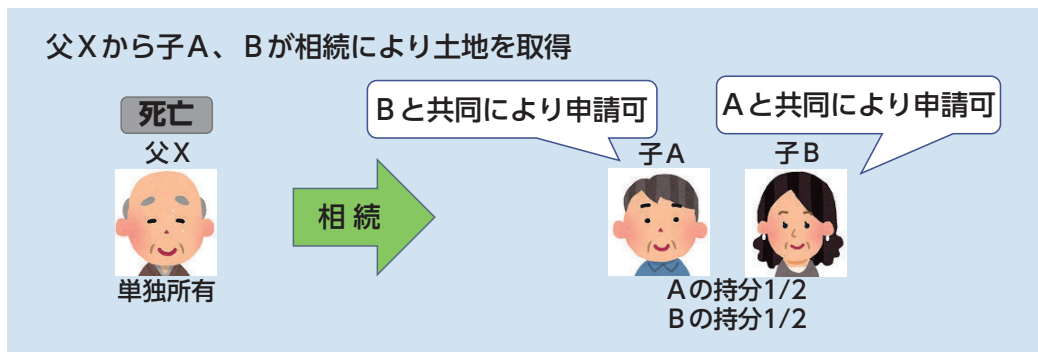 父Xから子A、Bが相続により土地を取得
死亡
父X
単独所有
相続
Bと共同により申請可
Aと共同により申請可
子A
子B
Aの持分1/2
Bの持分1/2